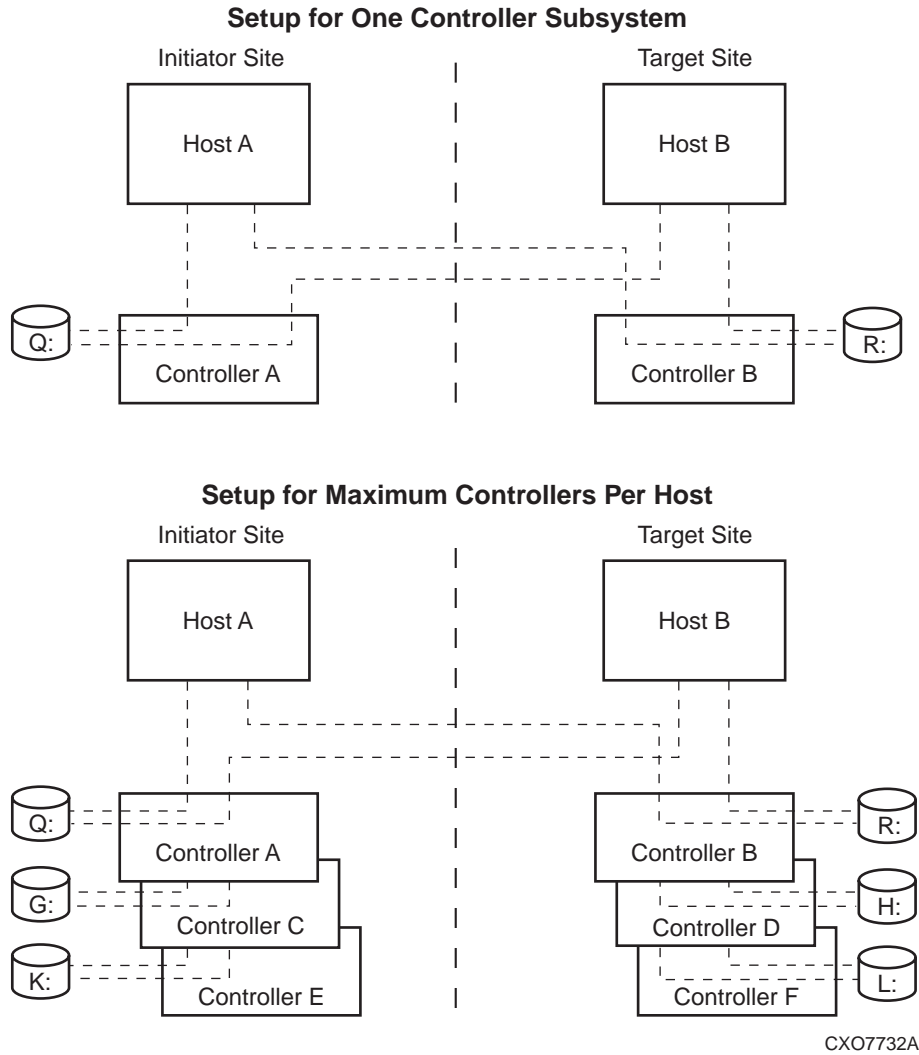 Setup for One Controller Subsystem
Initiator Site
Target Site
Host A
Host B
Q:
R:
Controller A
Controller B
Setup for Maximum Controllers Per Host
Initiator Site
Target Site
Host A
Host B
Q:
R:
Controller A
Controller B
G:
H:
Controller C
Controller D
K:
L:
Controller E
Controller F
CXO7732A